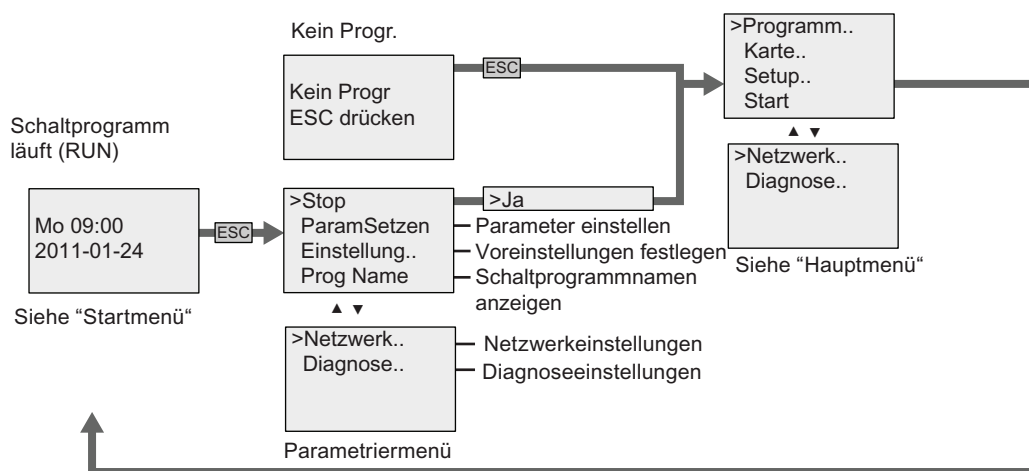 Kein Progr.
Kein Progr
ESC drücken
ESC
>Programm..
Karte..
Setup..
Start
▲ ▼
>Netzwerk..
Diagnose..
Siehe “Hauptmenü“
Schaltprogramm
läuft (RUN)
Mo 09:00
2011-01-24
Siehe “Startmenü“
ESC
>Stop
ParamSetzen
Einstellung..
Prog Name
>Ja
Parameter einstellen
Voreinstellungen festlegen
Schaltprogrammnamen
anzeigen
▲ ▼
>Netzwerk..
Diagnose..
Netzwerkeinstellungen
Diagnoseeinstellungen
Parametriermenü